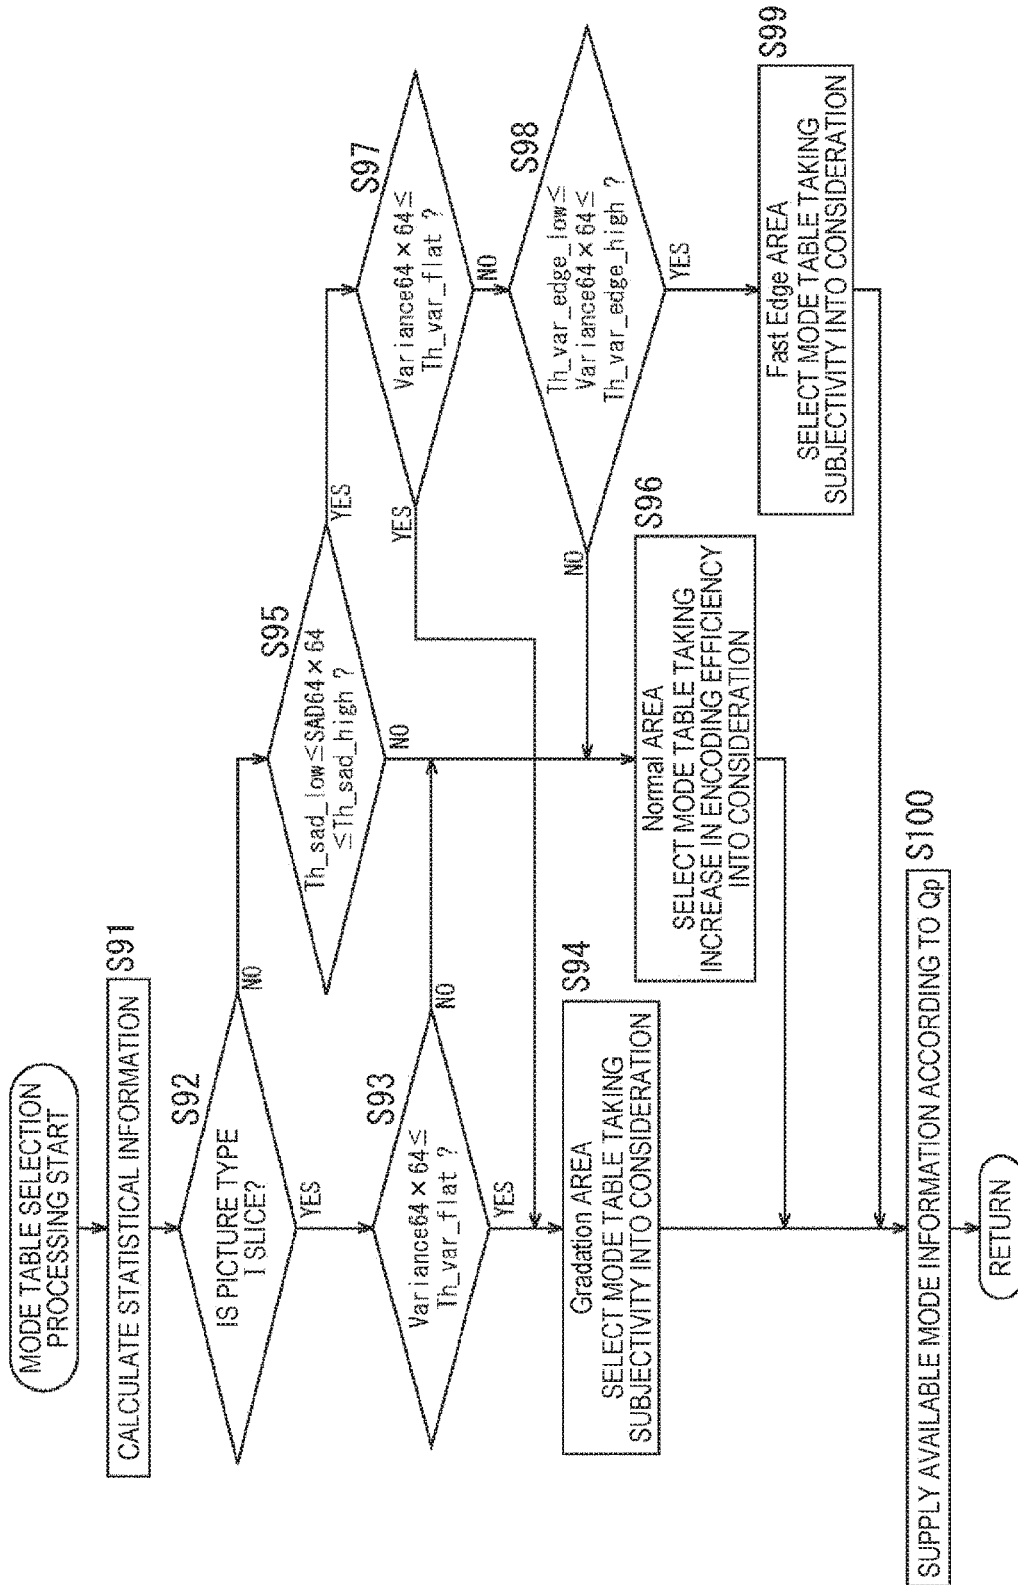 MODE TABLE SELECTION
PROCESSING START
CALCULATE STATISTICAL INFORMATION
S91
S92
IS PICTURE TYPE
I SLICE?
NO
YES
S93
Variance64×64≤
Th_var_flat ?
NO
YES
S94
Gradation AREA
SELECT MODE TABLE TAKING
SUBJECTIVITY INTO CONSIDERATION
S95
Th_sad_low≤SAD64×64
≤Th_sad_high ?
YES
NO
S96
Normal AREA
SELECT MODE TABLE TAKING
INCREASE IN ENCODING EFFICIENCY
INTO CONSIDERATION
S97
Variance64×64≤
Th_var_flat ?
YES
NO
S98
Th_var_edge_low≤
Variance64×64≤
Th_var_edge_high ?
NO
YES
S99
Fast Edge AREA
SELECT MODE TABLE TAKING
SUBJECTIVITY INTO CONSIDERATION
S100
SUPPLY AVAILABLE MODE INFORMATION ACCORDING TO Qp
RETURN